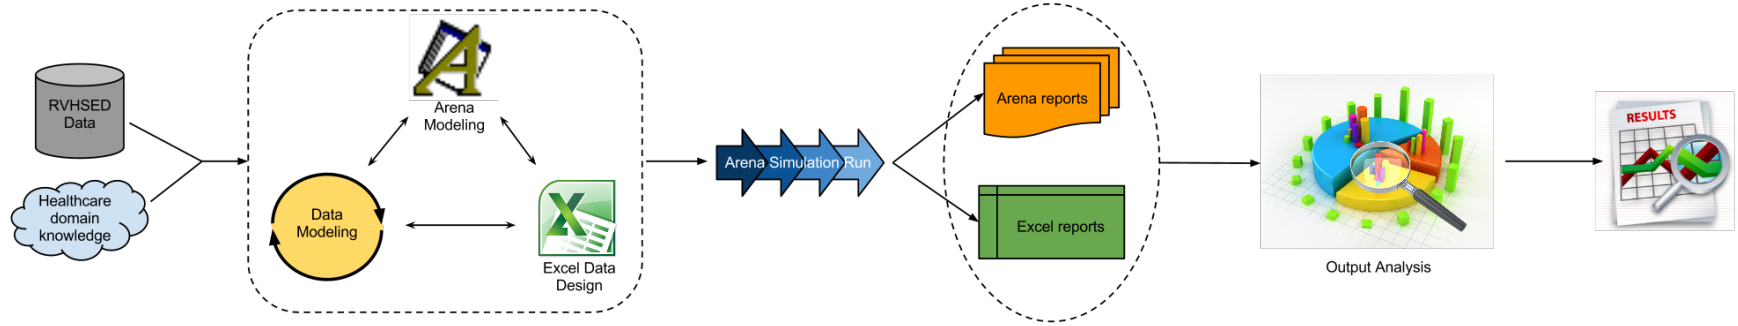 RVHSED
Data
Healthcare
domain
knowledge
Arena
Modeling
Data
Modeling
Excel Data
Design
Arena Simulation Run
Arena reports
Excel reports
Output Analysis
RESULTS